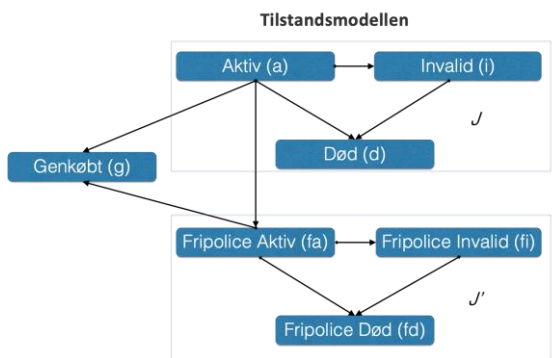 Tilstandsmodellen
Aktiv (a)
Invalid (i)
J
Død (d)
Genkøbt (g)
Fripolice Aktiv (fa)
Fripolice Invalid (fi)
J'
Fripolice Død (fd)